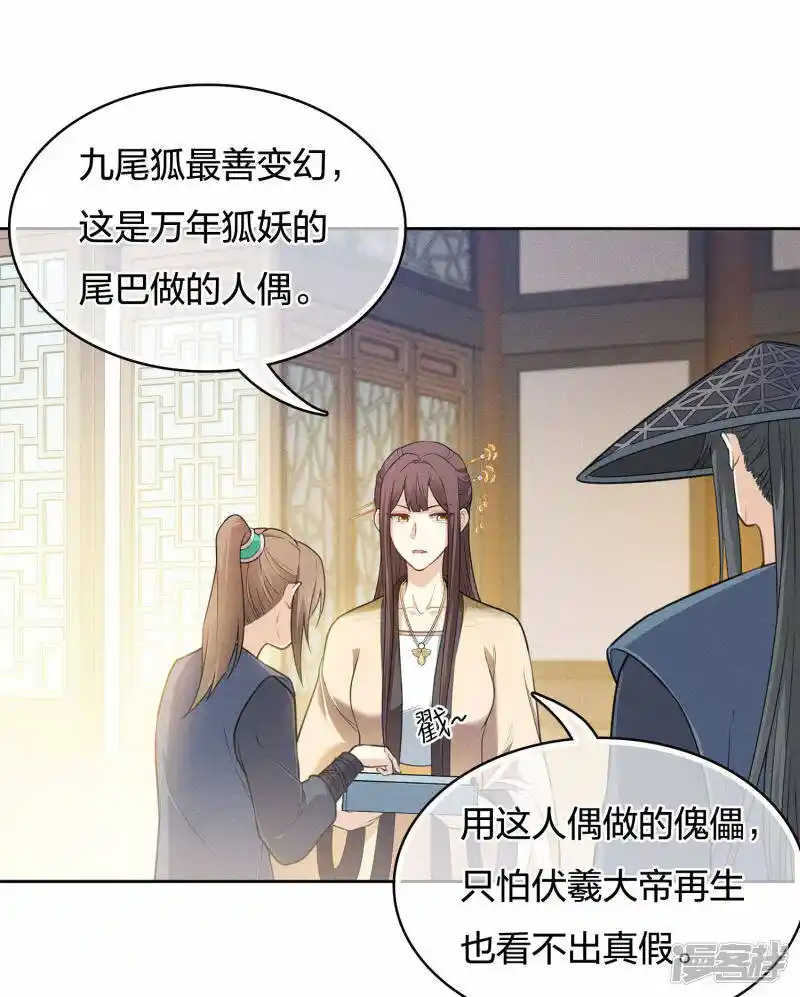 九尾狐最善变幻，
这是万年狐妖的
尾巴做的人偶。
戳~
用这人偶做的傀儡，
只怕伏羲大帝再生
也看不出真假。
漫客栈